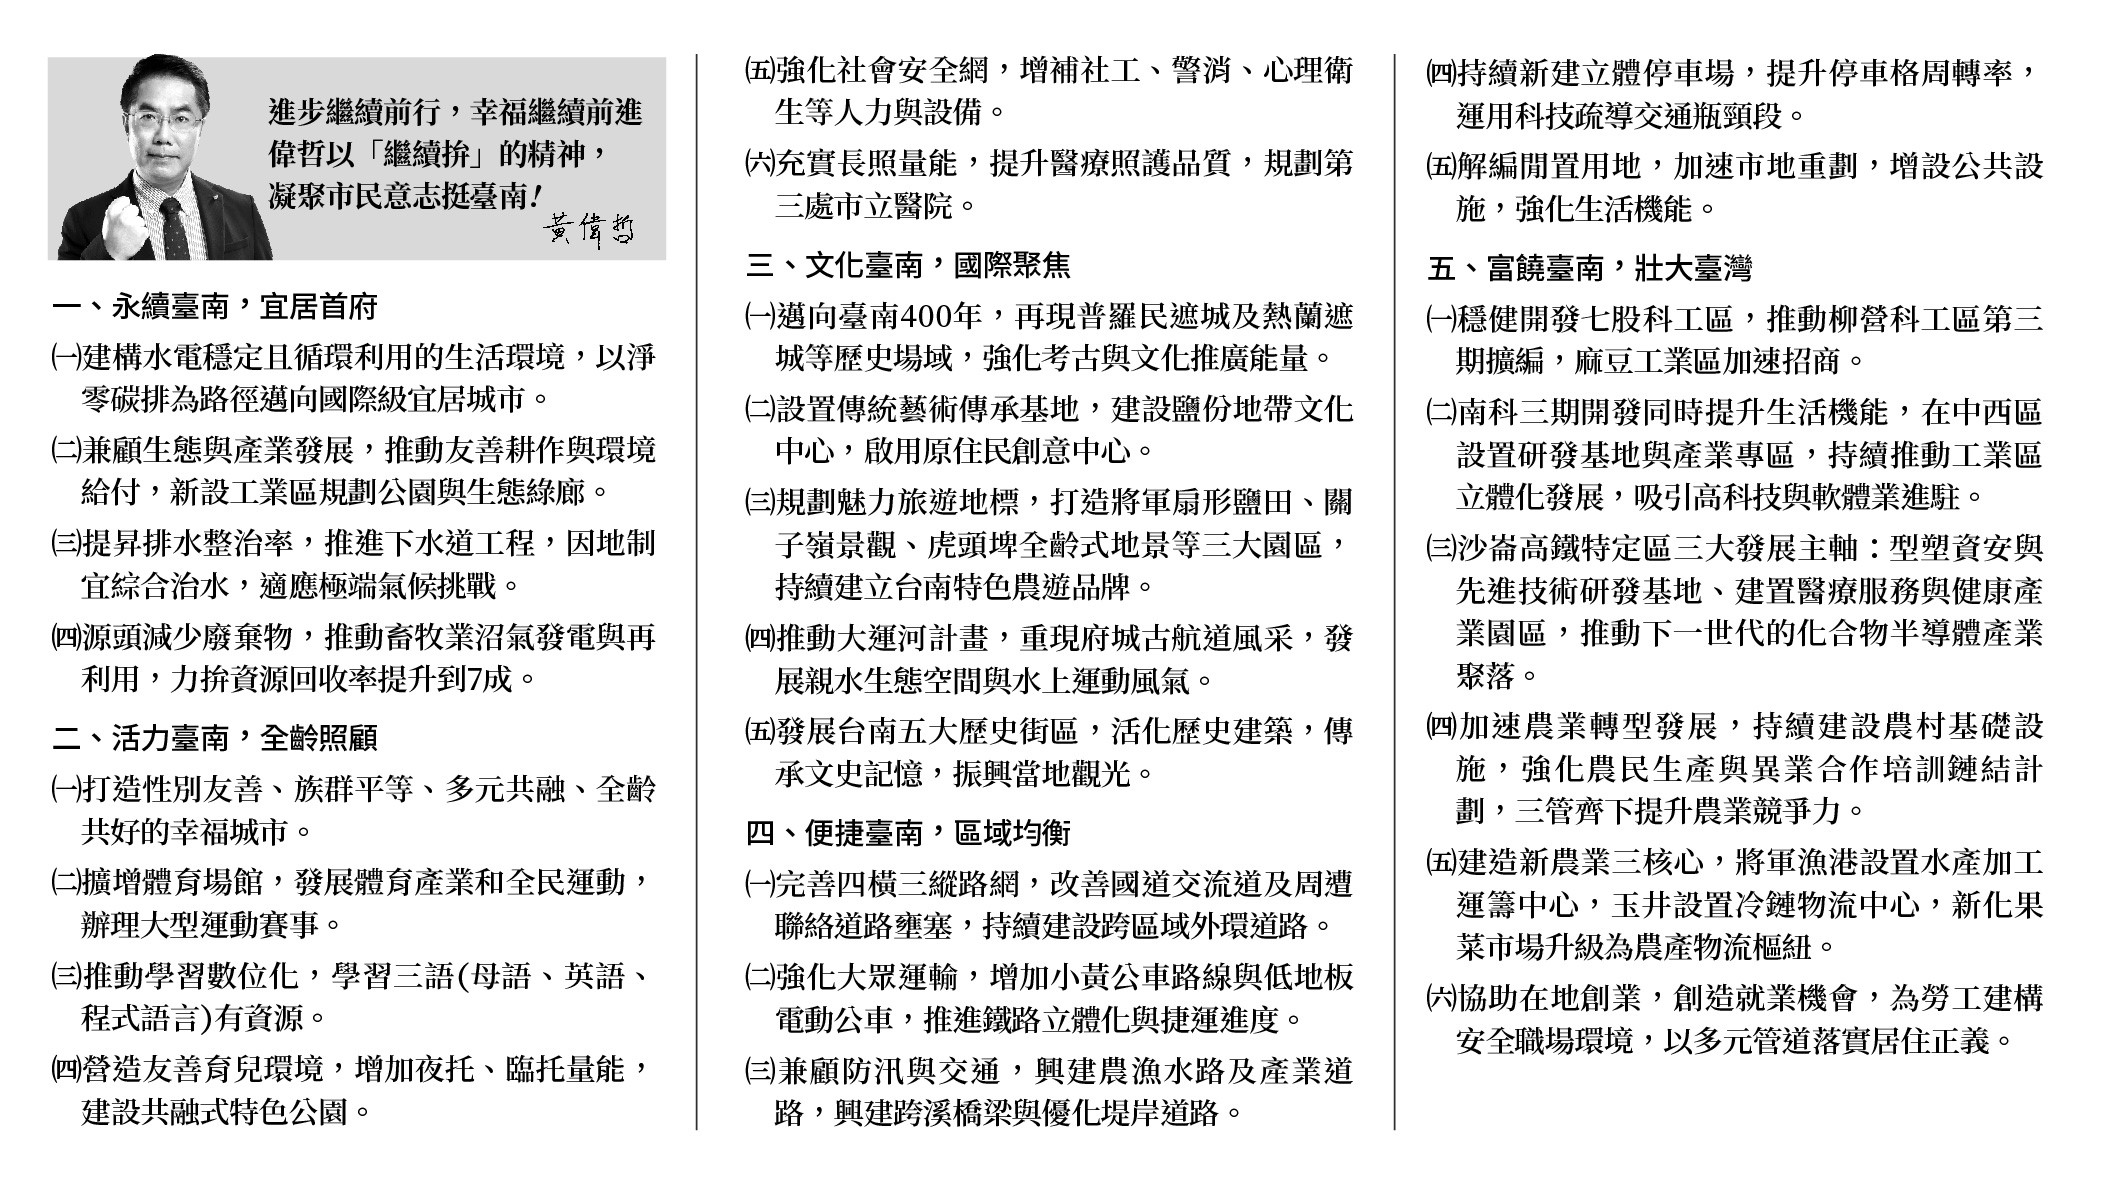 進步繼續前行，幸福繼續前進
偉哲以「繼續拚」的精神，
凝聚市民意志挺臺南！
黃偉哲
一、永續臺南，宜居首府
㈠建構水電穩定且循環利用的生活環境，以淨
零碳排為路徑邁向國際級宜居城市。
㈡兼顧生態與產業發展，推動友善耕作與環境
給付，新設工業區規劃公園與生態綠廊。
㈢提昇排水整治率，推進下水道工程，因地制
宜綜合治水，適應極端氣候挑戰。
㈣源頭減少廢棄物，推動畜牧業沼氣發電與再
利用，力拚資源回收率提升到7成。
二、活力臺南，全齡照顧
㈠打造性別友善、族群平等、多元共融、全齡
共好的幸福城市。
㈡擴增體育場館，發展體育產業和全民運動，
辦理大型運動賽事。
㈢推動學習數位化，學習三語(母語、英語、
程式語言)有資源。
㈣營造友善育兒環境，增加夜托、臨托量能，
建設共融式特色公園。
㈤強化社會安全網，增補社工、警消、心理衛
生等人力與設備。
㈥充實長照量能，提升醫療照護品質，規劃第
三處市立醫院。
三、文化臺南，國際聚焦
㈠邁向臺南400年，再現普羅民遮城及熱蘭遮
城等歷史場域，強化考古與文化推廣能量。
㈡設置傳統藝術傳承基地，建設鹽份地帶文化
中心，啟用原住民創意中心。
㈢規劃魅力旅遊地標，打造將軍扇形鹽田、關
子嶺景觀、虎頭埤全齡式地景等三大園區，
持續建立台南特色農遊品牌。
㈣推動大運河計畫，重現府城古航道風采，發
展親水生態空間與水上運動風氣。
㈤發展台南五大歷史街區，活化歷史建築，傳
承文史記憶，振興當地觀光。
四、便捷臺南，區域均衡
㈠完善四橫三縱路網，改善國道交流道及周遭
聯絡道路壅塞，持續建設跨區域外環道路。
㈡強化大眾運輸，增加小黃公車路線與低地板
電動公車，推進鐵路立體化與捷運進度。
㈢兼顧防汛與交通，興建農漁水路及產業道
路，興建跨溪橋梁與優化堤岸道路。
㈣持續新建立體停車場，提升停車格周轉率，
運用科技疏導交通瓶頸段。
㈤解編閒置用地，加速市地重劃，增設公共設
施，強化生活機能。
五、富饒臺南，壯大臺灣
㈠穩健開發七股科工區，推動柳營科工區第三
期擴編，麻豆工業區加速招商。
㈡南科三期開發同時提升生活機能，在中西區
設置研發基地與產業專區，持續推動工業區
立體化發展，吸引高科技與軟體業進駐。
㈢沙崙高鐵特定區三大發展主軸：型塑資安與
先進技術研發基地、建置醫療服務與健康產
業園區，推動下一世代的化合物半導體產業
聚落。
㈣加速農業轉型發展，持續建設農村基礎設
施，強化農民生產與異業合作培訓鏈結計
劃，三管齊下提升農業競爭力。
㈤建造新農業三核心，將軍漁港設置水產加工
運籌中心，玉井設置冷鏈物流中心，新化果
菜市場升級為農產物流樞紐。
㈥協助在地創業，創造就業機會，為勞工建構
安全職場環境，以多元管道落實居住正義。